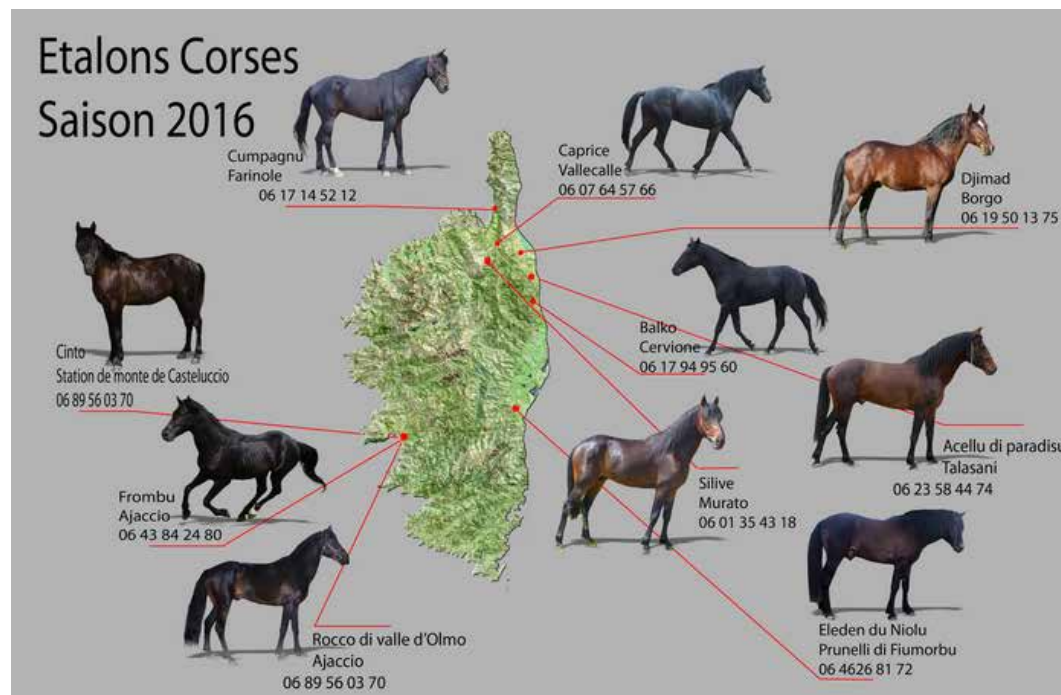 Etalons Corses
Saison 2016
Cumpagnu
Farinole
06 17 14 52 12
Caprice
Vallecalle
06 07 64 57 66
Djimad
Borgo
06 19 50 13 75
Cinto
Station de monte de Casteluccio
06 89 56 03 70
Balko
Cervione
06 17 94 95 60
Acellu di paradisu
Talasani
06 23 58 44 74
Frombu
Ajaccio
06 43 84 24 80
Silive
Murato
06 01 35 43 18
Rocco di valle d'Olmo
Ajaccio
06 89 56 03 70
Eleden du Niolu
Prunelli di Fiumorbu
06 4626 81 72